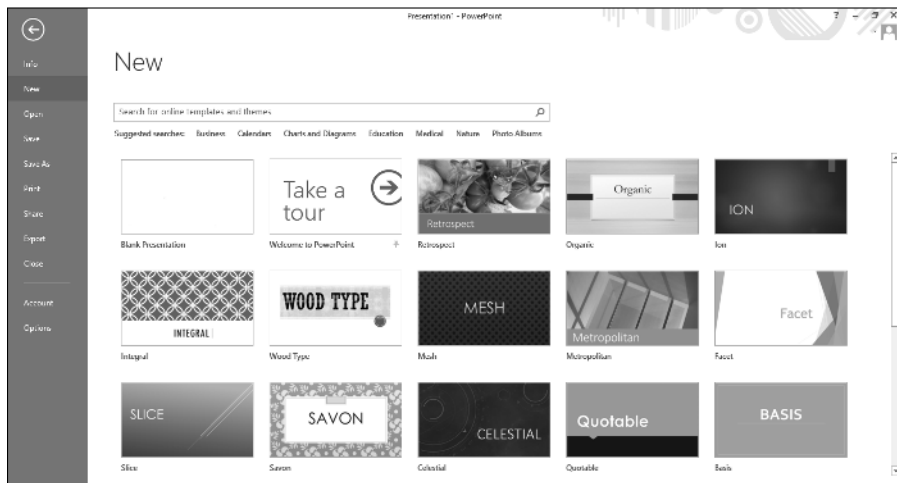 Presentation1 - PowerPoint
?
Info
New
Open
Save
Save As
Print
Share
Export
Close
Account
Options
New
Search for online templates and themes
Suggested searches: Business Calendars Charts and Diagrams Education Medical Nature Photo Albums
Take a
tour
Retrospect
Organic
ION
Blank Presentation
Welcome to PowerPoint
Retrospect
Organic
Ion
INTEGRAL
WOOD TYPE
MESH
Metropolitan
Facet
Integral
Wood Type
Mesh
Metropolitan
Facet
SLICE
SAVON
CELESTIAL
Quotable
BASIS
Slice
Savon
Celestial
Quotable
Basis